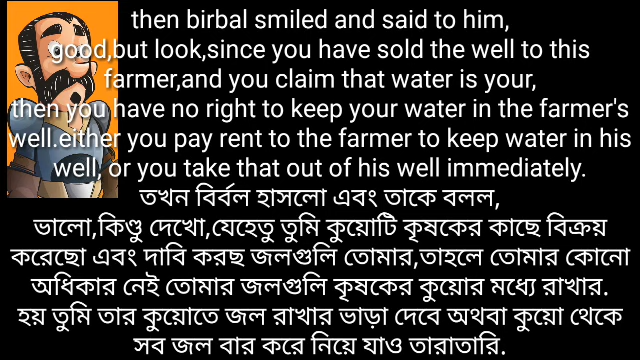 then birbal smiled and said to him,
good,but look,since you have sold the well to this
farmer,and you claim that water is your,
then you have no right to keep your water in the farmer's
well.either you pay rent to the farmer to keep water in his
well, or you take that out of his well immediately.
তখন বির্বল হাসলো এবং তাকে বলল,
ভালো,কিণ্ডু দেখো,যেহেতু তুমি কুয়োটি কৃষকের কাছে বিক্রয়
করেছো এবং দাবি করছ জলগুলি তোমার,তাহলে তোমার কোনো
অধিকার নেই তোমার জলগুলি কৃষকের কুয়োর মধ্যে রাখার.
হয় তুমি তার কুয়োতে জল রাখার ভাড়া দেবে অথবা কুয়ো থেকে
সব জল বার করে নিয়ে যাও তারাতারি.